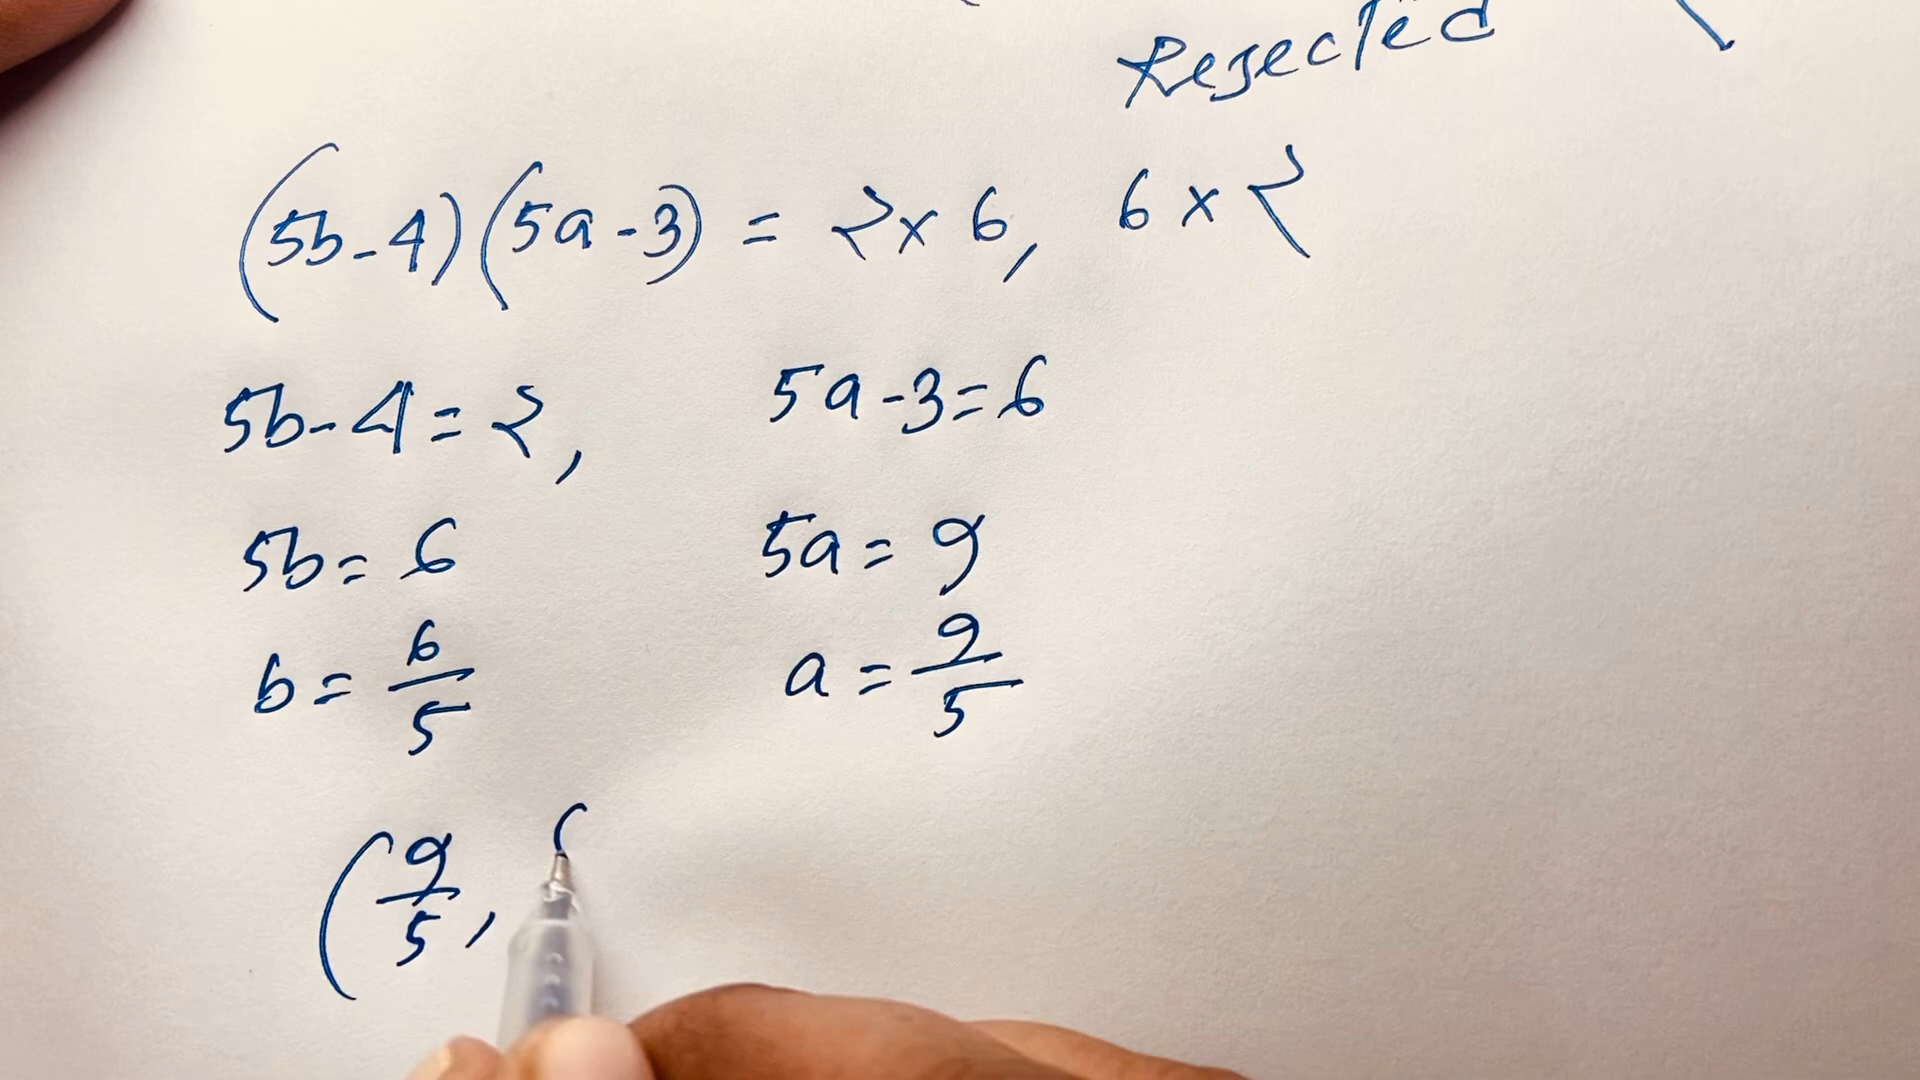 Rejected
(5b-4)(5a-3) = 2×6, 6×2
5b-4=2, 5a-3=6
5b=6 5a=9
b=6/5 a=9/5
(9/5,